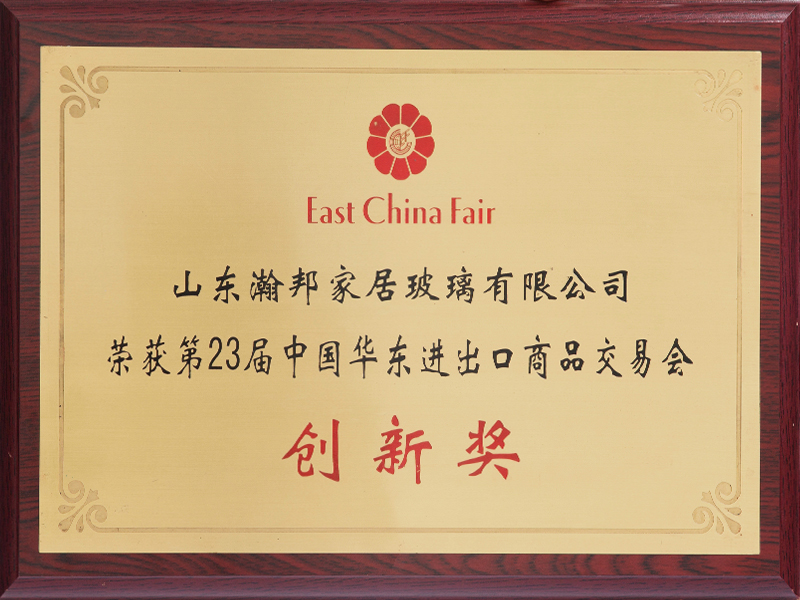 East China Fair
山东瀚邦家居玻璃有限公司
荣获第23届中国华东进出口商品交易会
创新奖